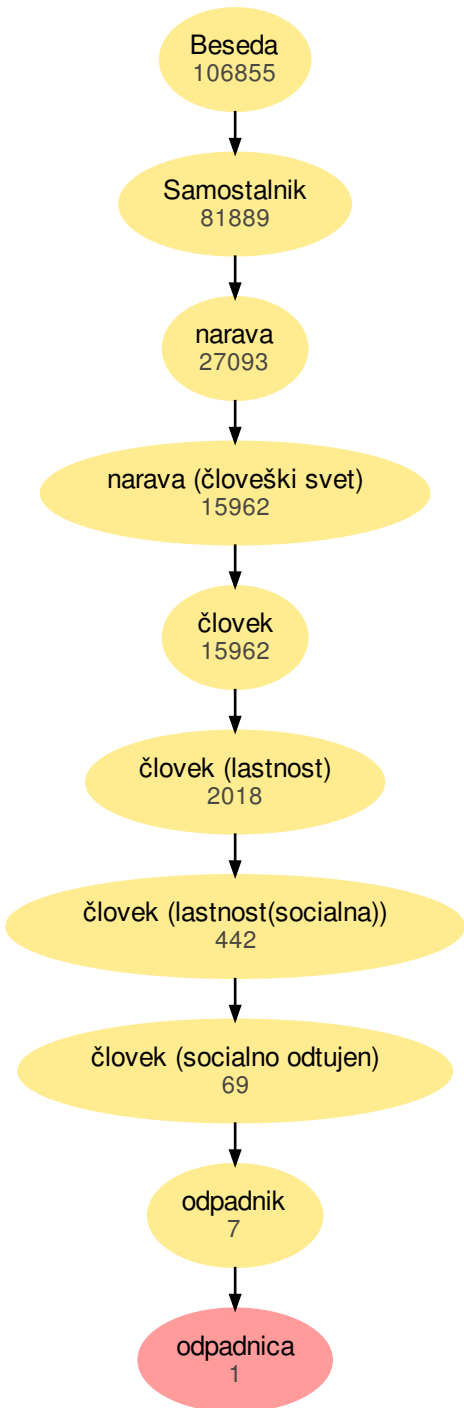 Beseda
106855
Samostalnik
81889
narava
27093
narava (človeški svet)
15962
človek
15962
človek (lastnost)
2018
človek (lastnost(socialna))
442
človek (socialno odtujen)
69
odpadnik
7
odpadnica
1